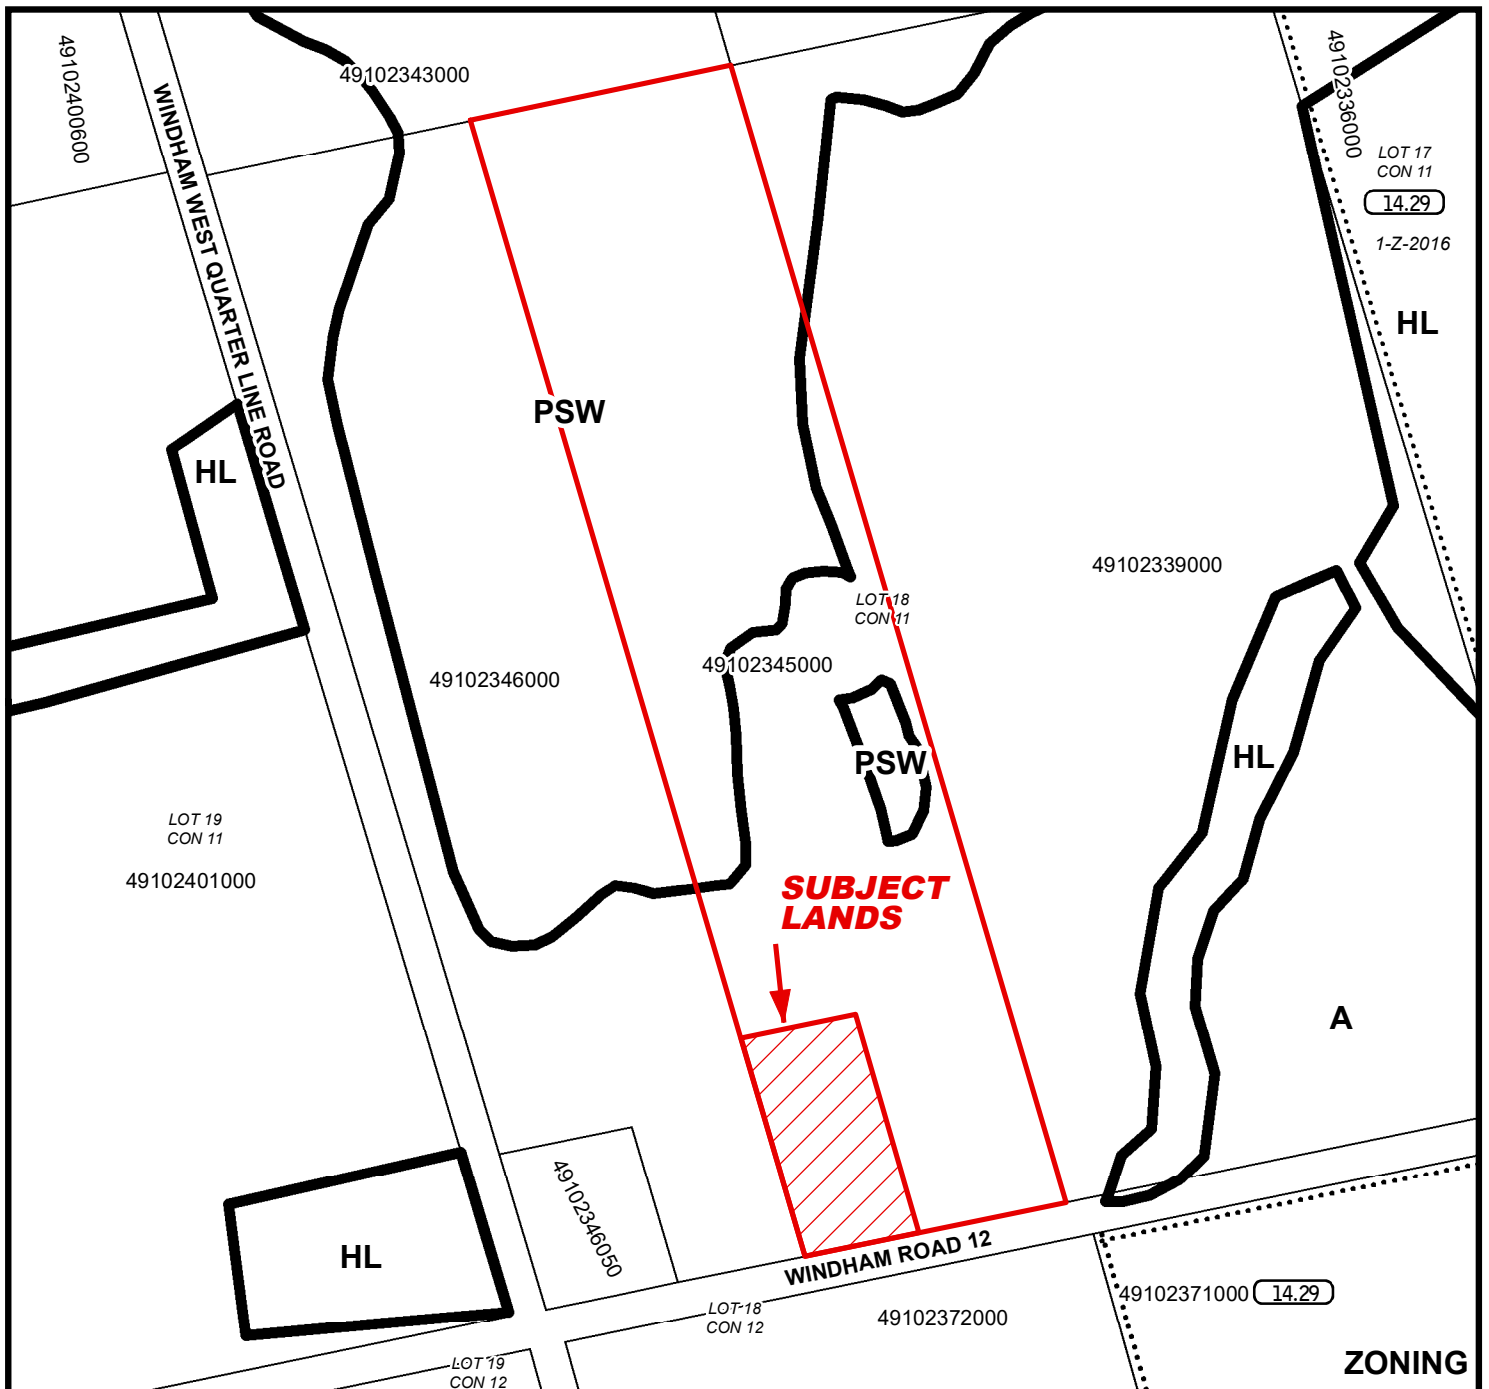 49102400600
49102343000
49102336000
WINDHAM WEST QUARTER LINE ROAD
LOT 17
CON 11
14.29
1-Z-2016
HL
PSW
HL
49102339000
LOT 18
CON 11
49102345000
49102346000
PSW
HL
LOT 19
CON 11
49102401000
SUBJECT
LANDS
A
49102346050
HL
WINDHAM ROAD 12
49102371000 14.29
LOT 18
CON 12
49102372000
LOT 19
CON 12
ZONING